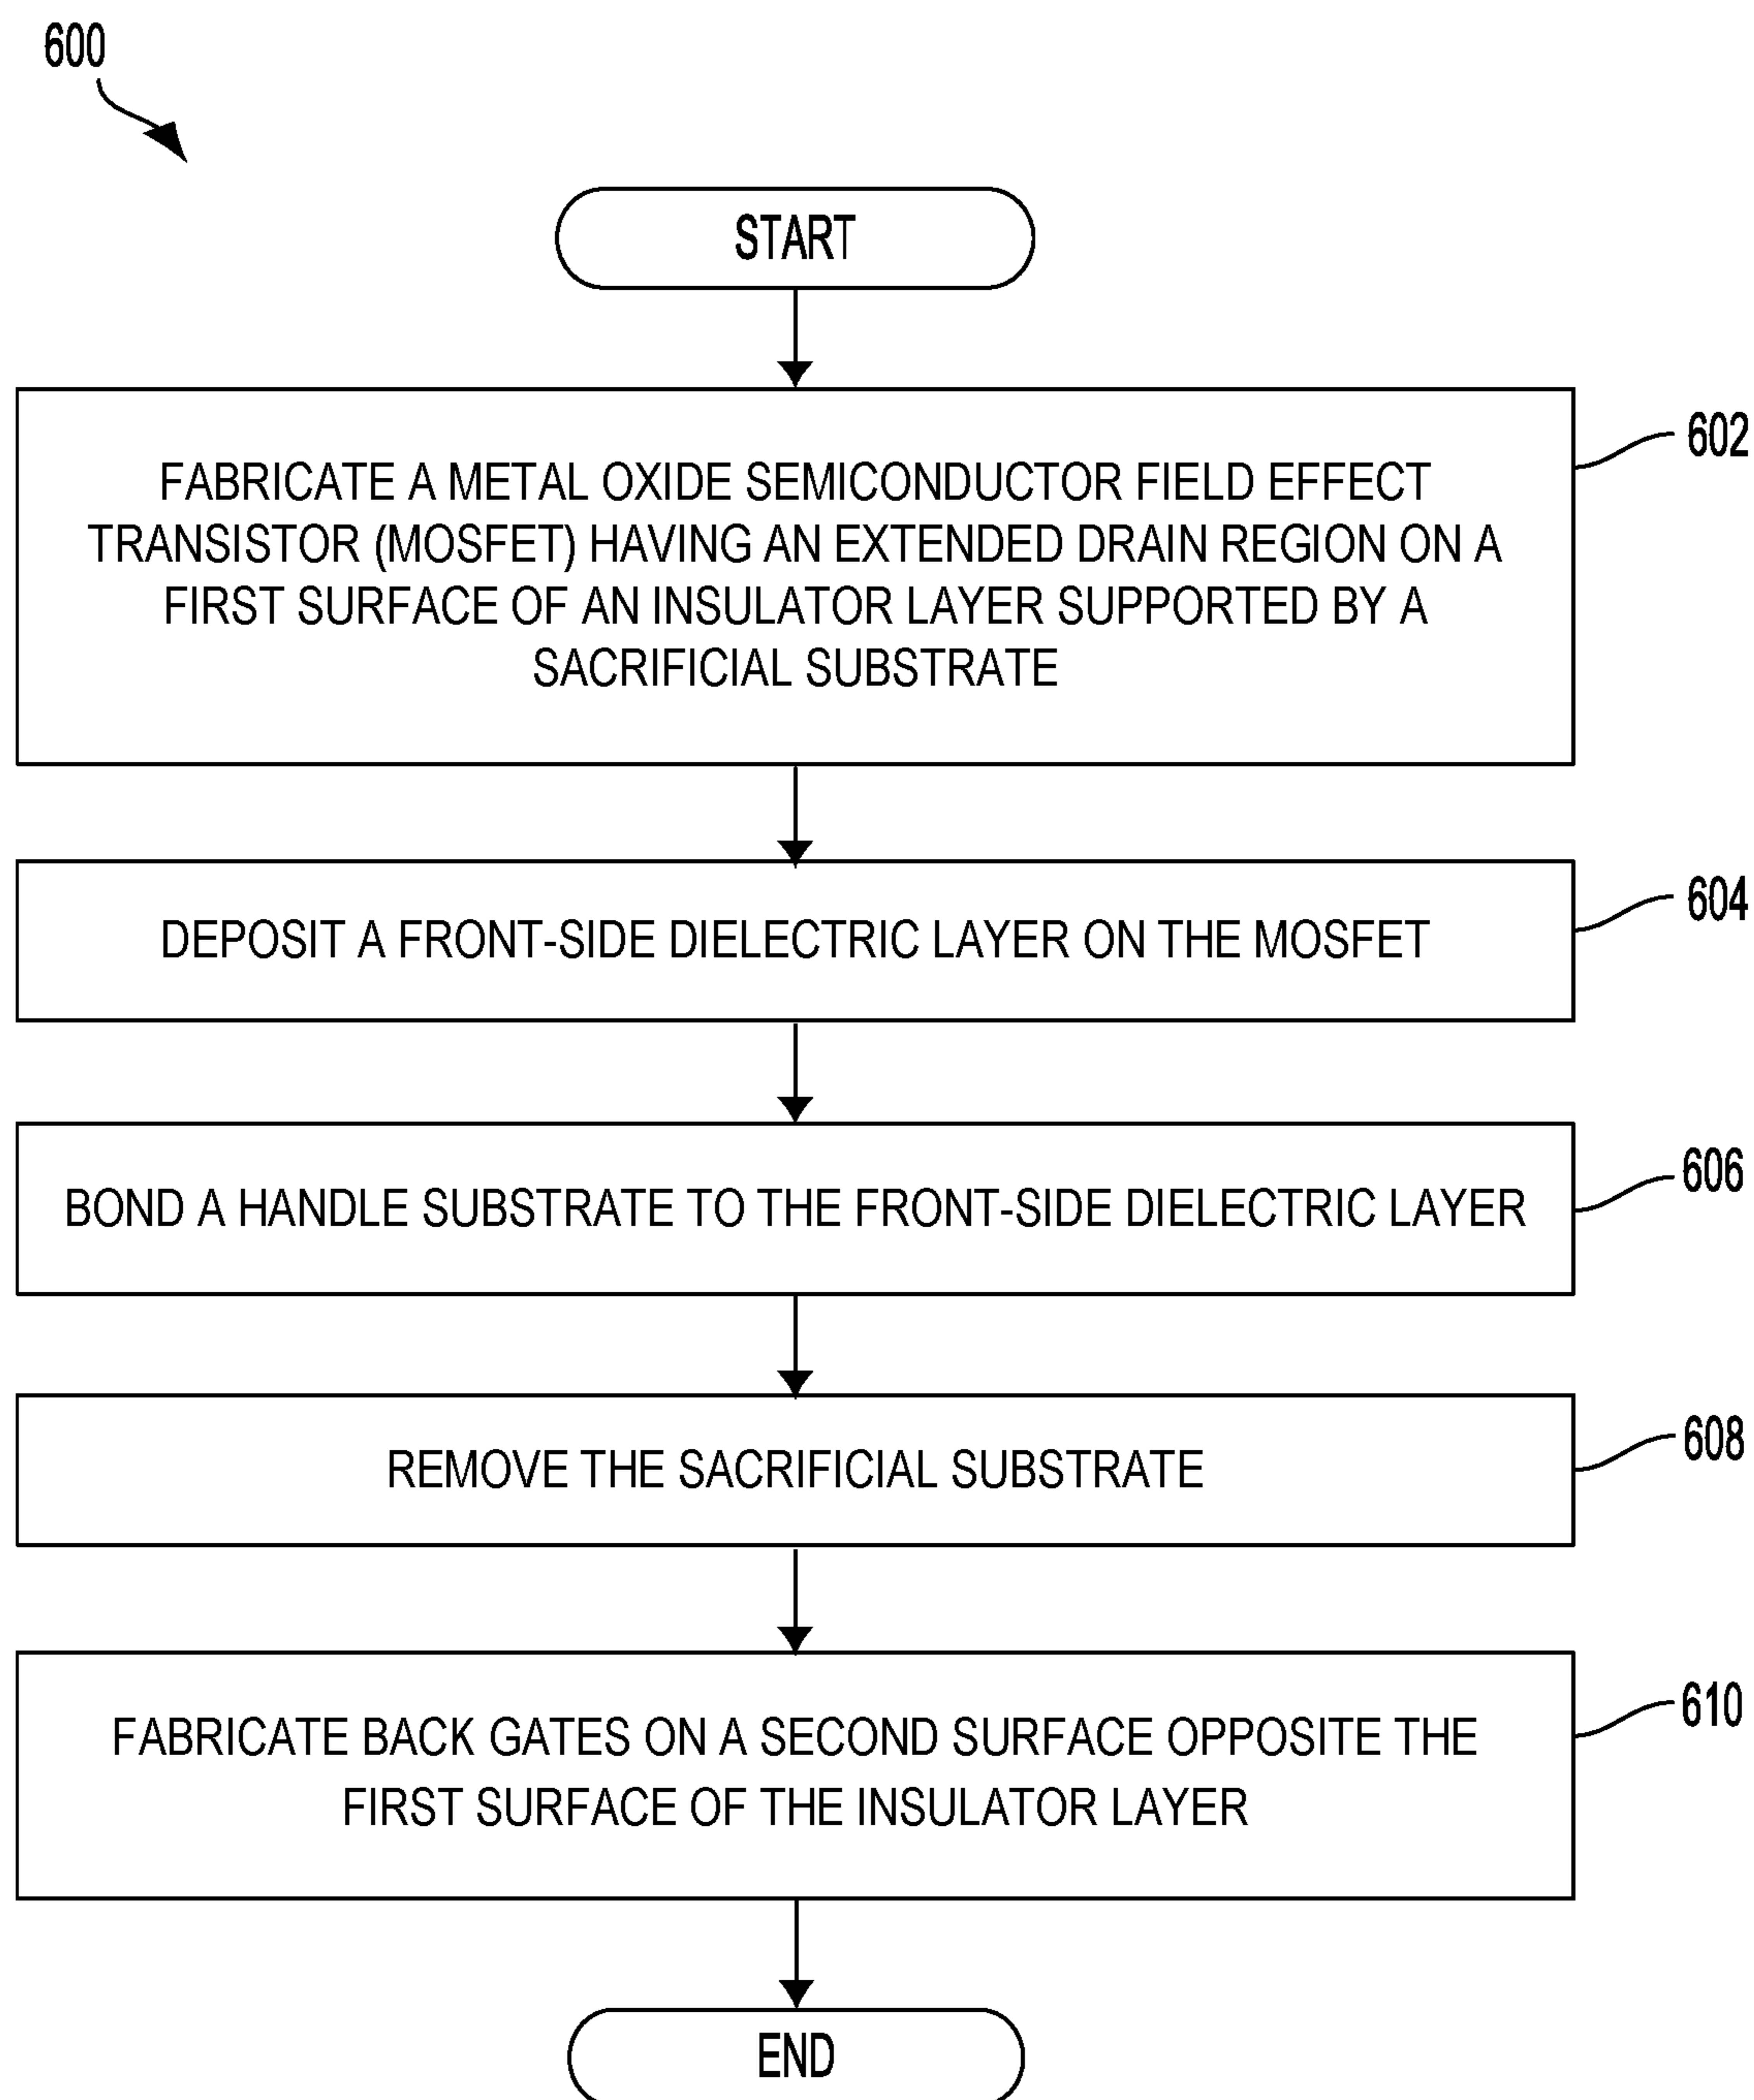 600
START
FABRICATE A METAL OXIDE SEMICONDUCTOR FIELD EFFECT
TRANSISTOR (MOSFET) HAVING AN EXTENDED DRAIN REGION ON A
FIRST SURFACE OF AN INSULATOR LAYER SUPPORTED BY A
SACRIFICIAL SUBSTRATE
602
DEPOSIT A FRONT-SIDE DIELECTRIC LAYER ON THE MOSFET
604
BOND A HANDLE SUBSTRATE TO THE FRONT-SIDE DIELECTRIC LAYER
606
REMOVE THE SACRIFICIAL SUBSTRATE
608
FABRICATE BACK GATES ON A SECOND SURFACE OPPOSITE THE
FIRST SURFACE OF THE INSULATOR LAYER
610
END